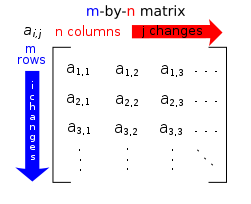 m-by-n matrix
a_{i,j} n columns j changes
m
rows
i changes
a_{1,1} a_{1,2} a_{1,3} . . .
a_{2,1} a_{2,2} a_{2,3} . . .
a_{3,1} a_{3,2} a_{3,3} . . .